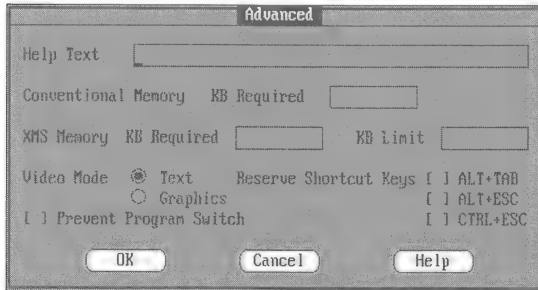 Advanced
Help Text
Conventional Memory KB Required
XMS Memory KB Required KB Limit
Video Mode Text Reserve Shortcut Keys [ ] ALT+TAB
Graphics [ ] ALT+ESC
[ ] Prevent Program Switch [ ] CTRL+ESC
OK Cancel Help